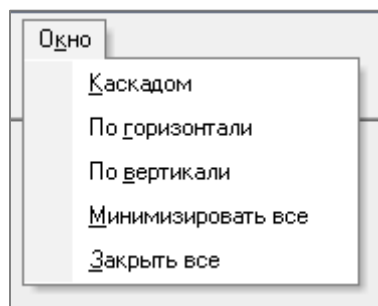 Окно
Каскадом
По горизонтали
По вертикали
Минимизировать все
Закрыть все